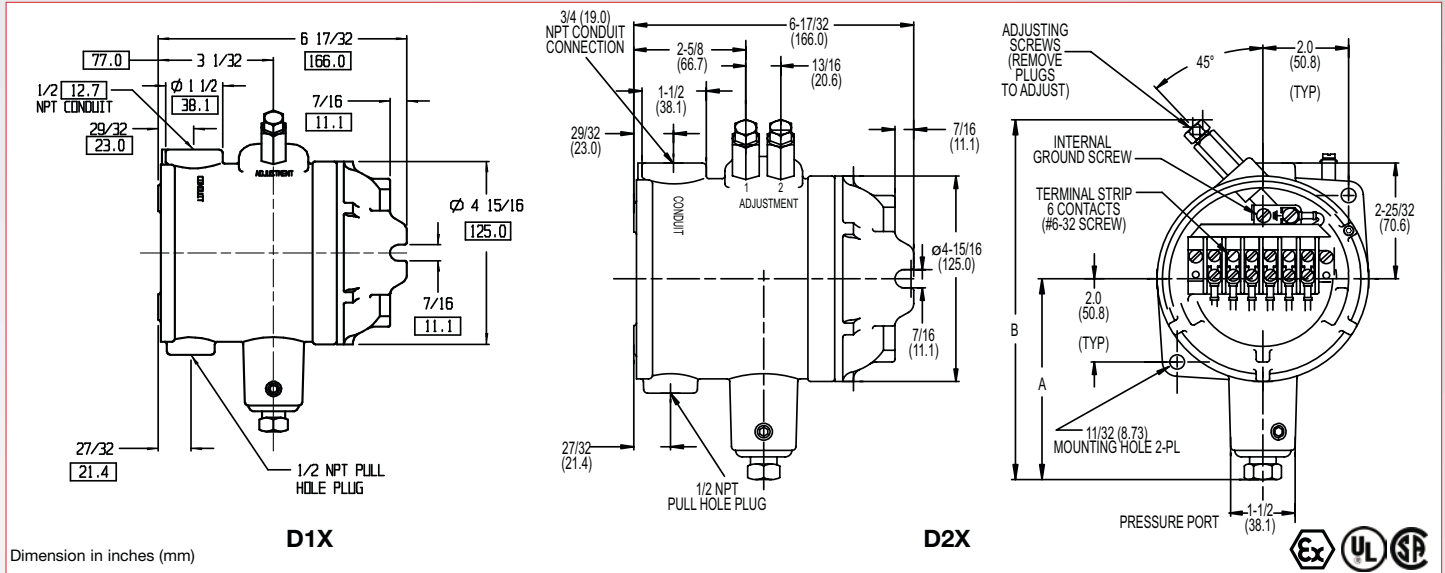 6 17/32
166.0
77.0
3 1/32
1/2 12.7
NPT CONDUIT
Ø 1 1/2
38.1
7/16
11.1
29/32
23.0
CONDUIT
ADJUSTMENT
Ø 4 15/16
125.0
7/16
11.1
27/32
21.4
1/2 NPT PULL
HOLE PLUG
D1X
Dimension in inches (mm)
3/4 (19.0)
NPT CONDUIT
CONNECTION
6-17/32
(166.0)
2-5/8
(66.7)
13/16
(20.6)
1-1/2
(38.1)
29/32
(23.0)
7/16
(11.1)
1
2
ADJUSTMENT
CONDUIT
ø4-15/16
(125.0)
7/16
(11.1)
27/32
(21.4)
1/2 NPT
PULL HOLE PLUG
D2X
ADJUSTING
SCREWS
(REMOVE
PLUGS
TO ADJUST)
45°
2.0
(50.8)
(TYP)
INTERNAL
GROUND SCREW
TERMINAL STRIP
6 CONTACTS
(#6-32 SCREW)
2-25/32
(70.6)
B
A
2.0
(50.8)
(TYP)
11/32 (8.73)
MOUNTING HOLE 2-PL
PRESSURE PORT
1-1/2
(38.1)
Ex
UL
SA